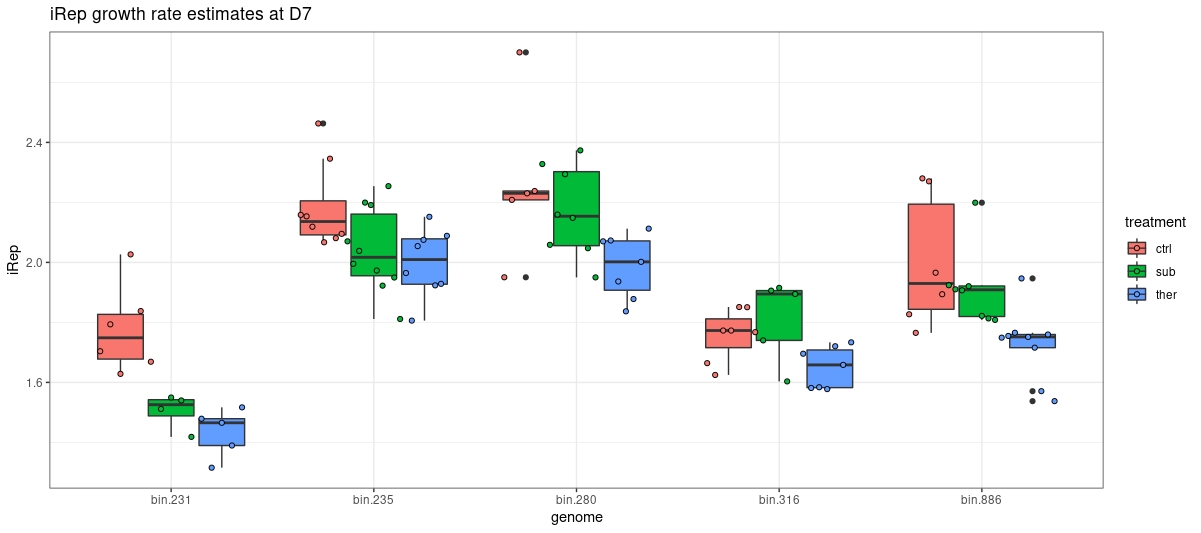 iRep growth rate estimates at D7
iRep
2.4
2.0
1.6
bin.231
bin.235
bin.280
bin.316
bin.886
genome
treatment
ctrl
sub
ther